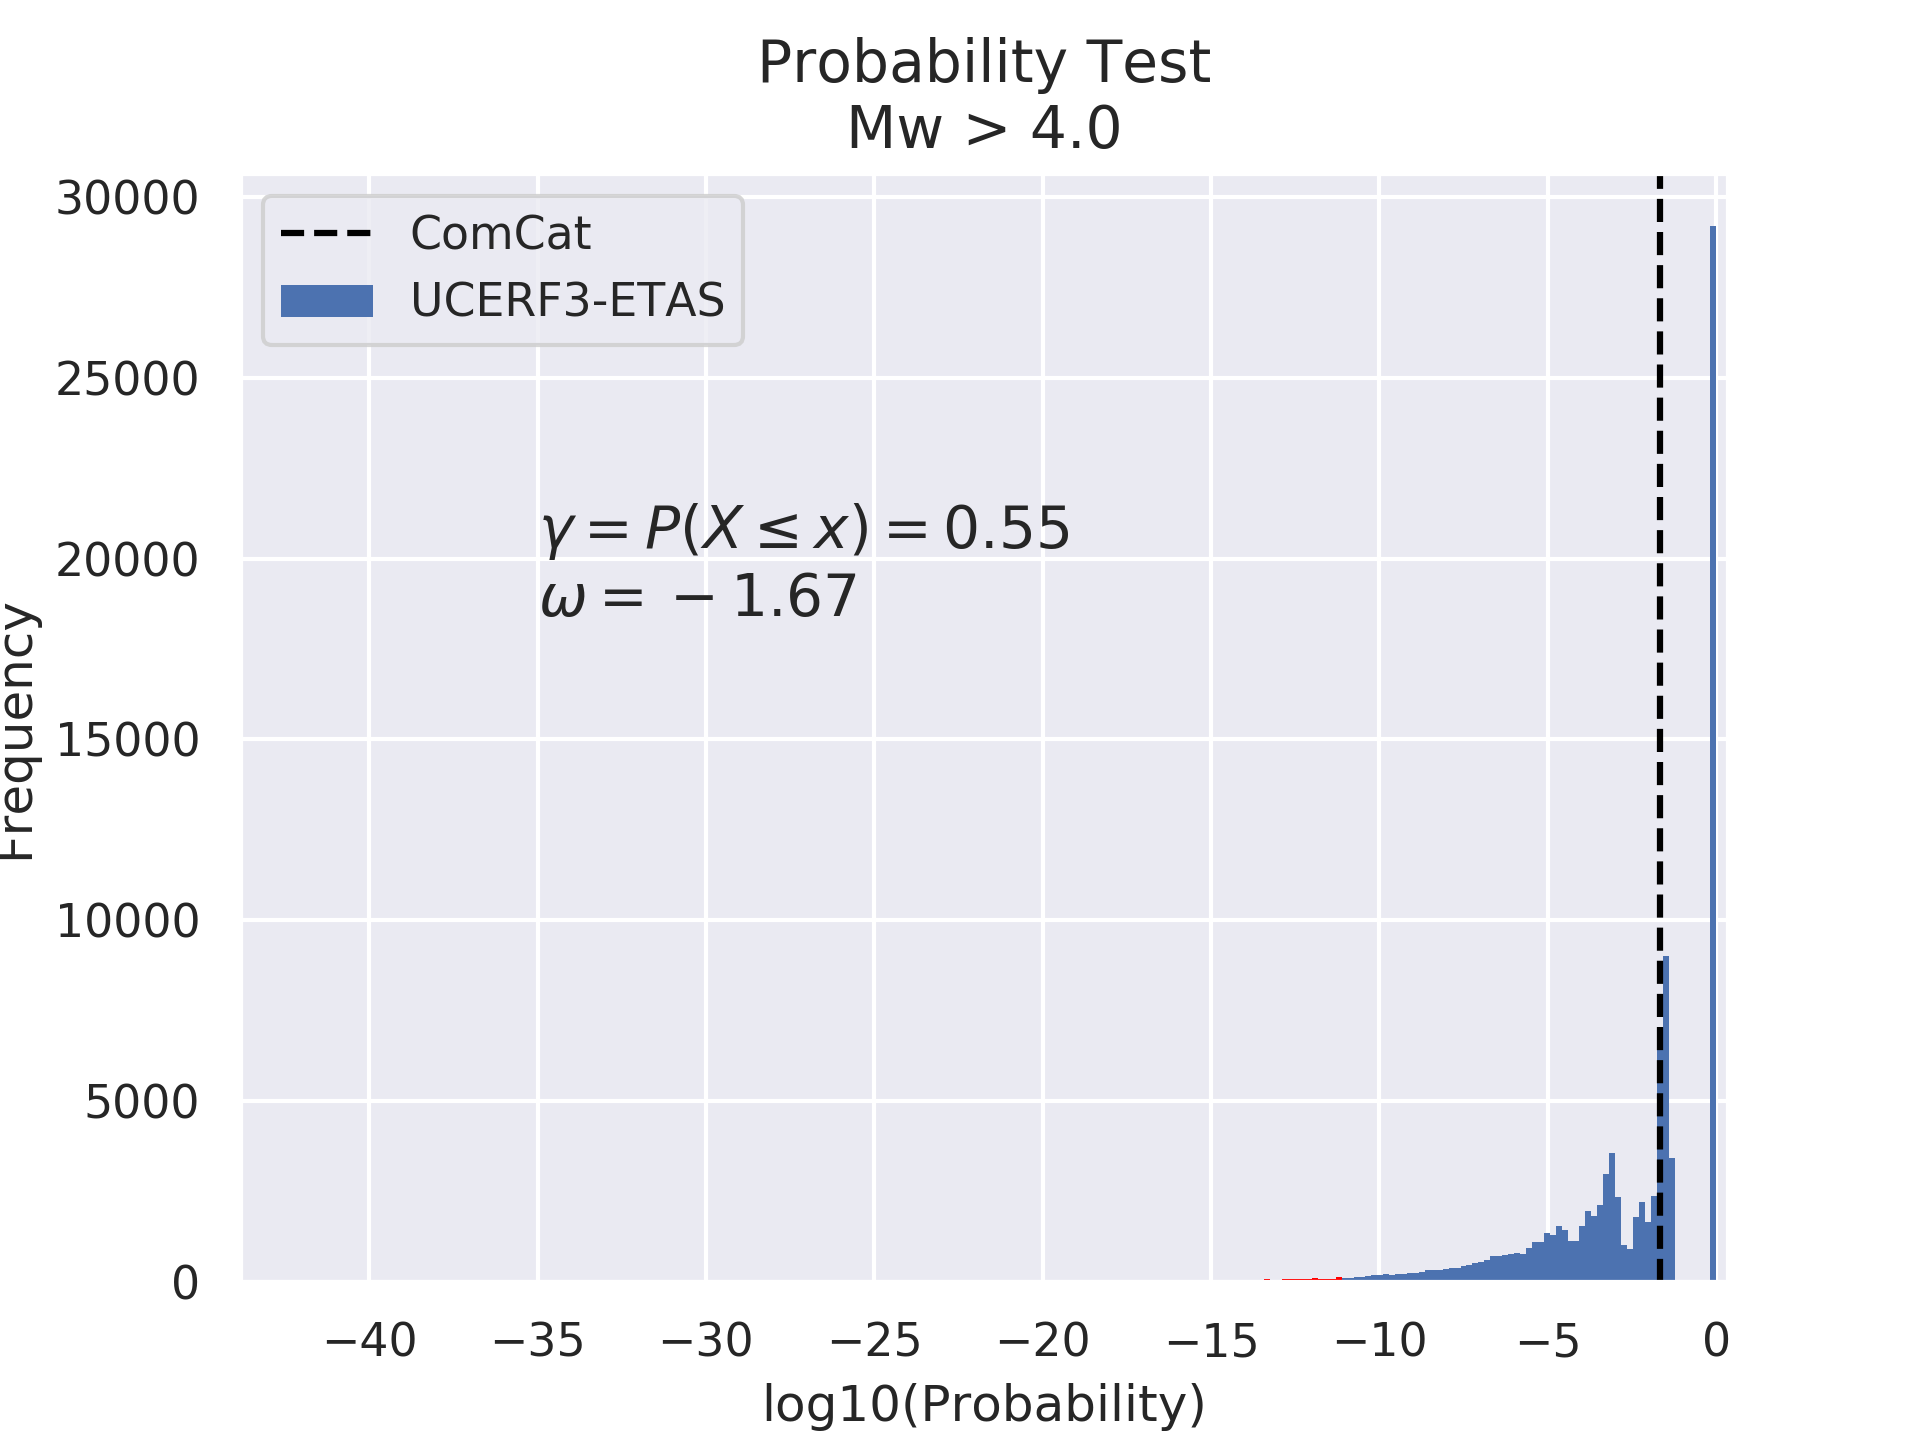 Probability Test
Mw > 4.0
30000
25000
20000
15000
10000
5000
0
Frequency
ComCat
UCERF3-ETAS
γ = P(X ≤ x) = 0.55
ω = − 1.67
−40 −35 −30 −25 −20 −15 −10 −5 0
log10(Probability)